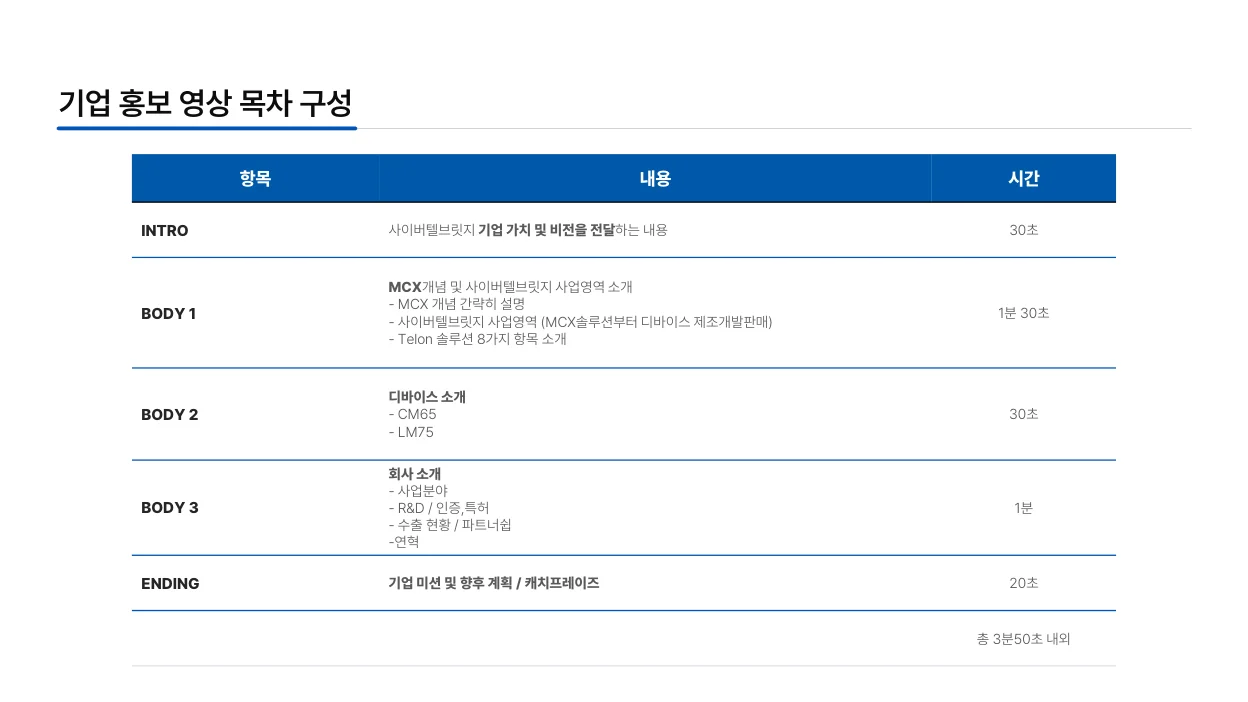 기업 홍보 영상 목차 구성
항목 내용 시간
INTRO 사이버텔브릿지 기업 가치 및 비전을 전달하는 내용 30초
BODY 1
MCX개념 및 사이버텔브릿지 사업영역 소개
- MCX 개념 간략히 설명
- 사이버텔브릿지 사업영역 (MCX솔루션부터 디바이스 제조개발판매)
- Telon 솔루션 8가지 항목 소개
1분 30초
BODY 2
디바이스 소개
- CM65
- LM75
30초
BODY 3
회사 소개
- 사업분야
- R&D / 인증,특허
- 수출 현황 / 파트너쉽
-연혁
1분
ENDING 기업 미션 및 향후 계획 / 캐치프레이즈 20초
총 3분50초 내외